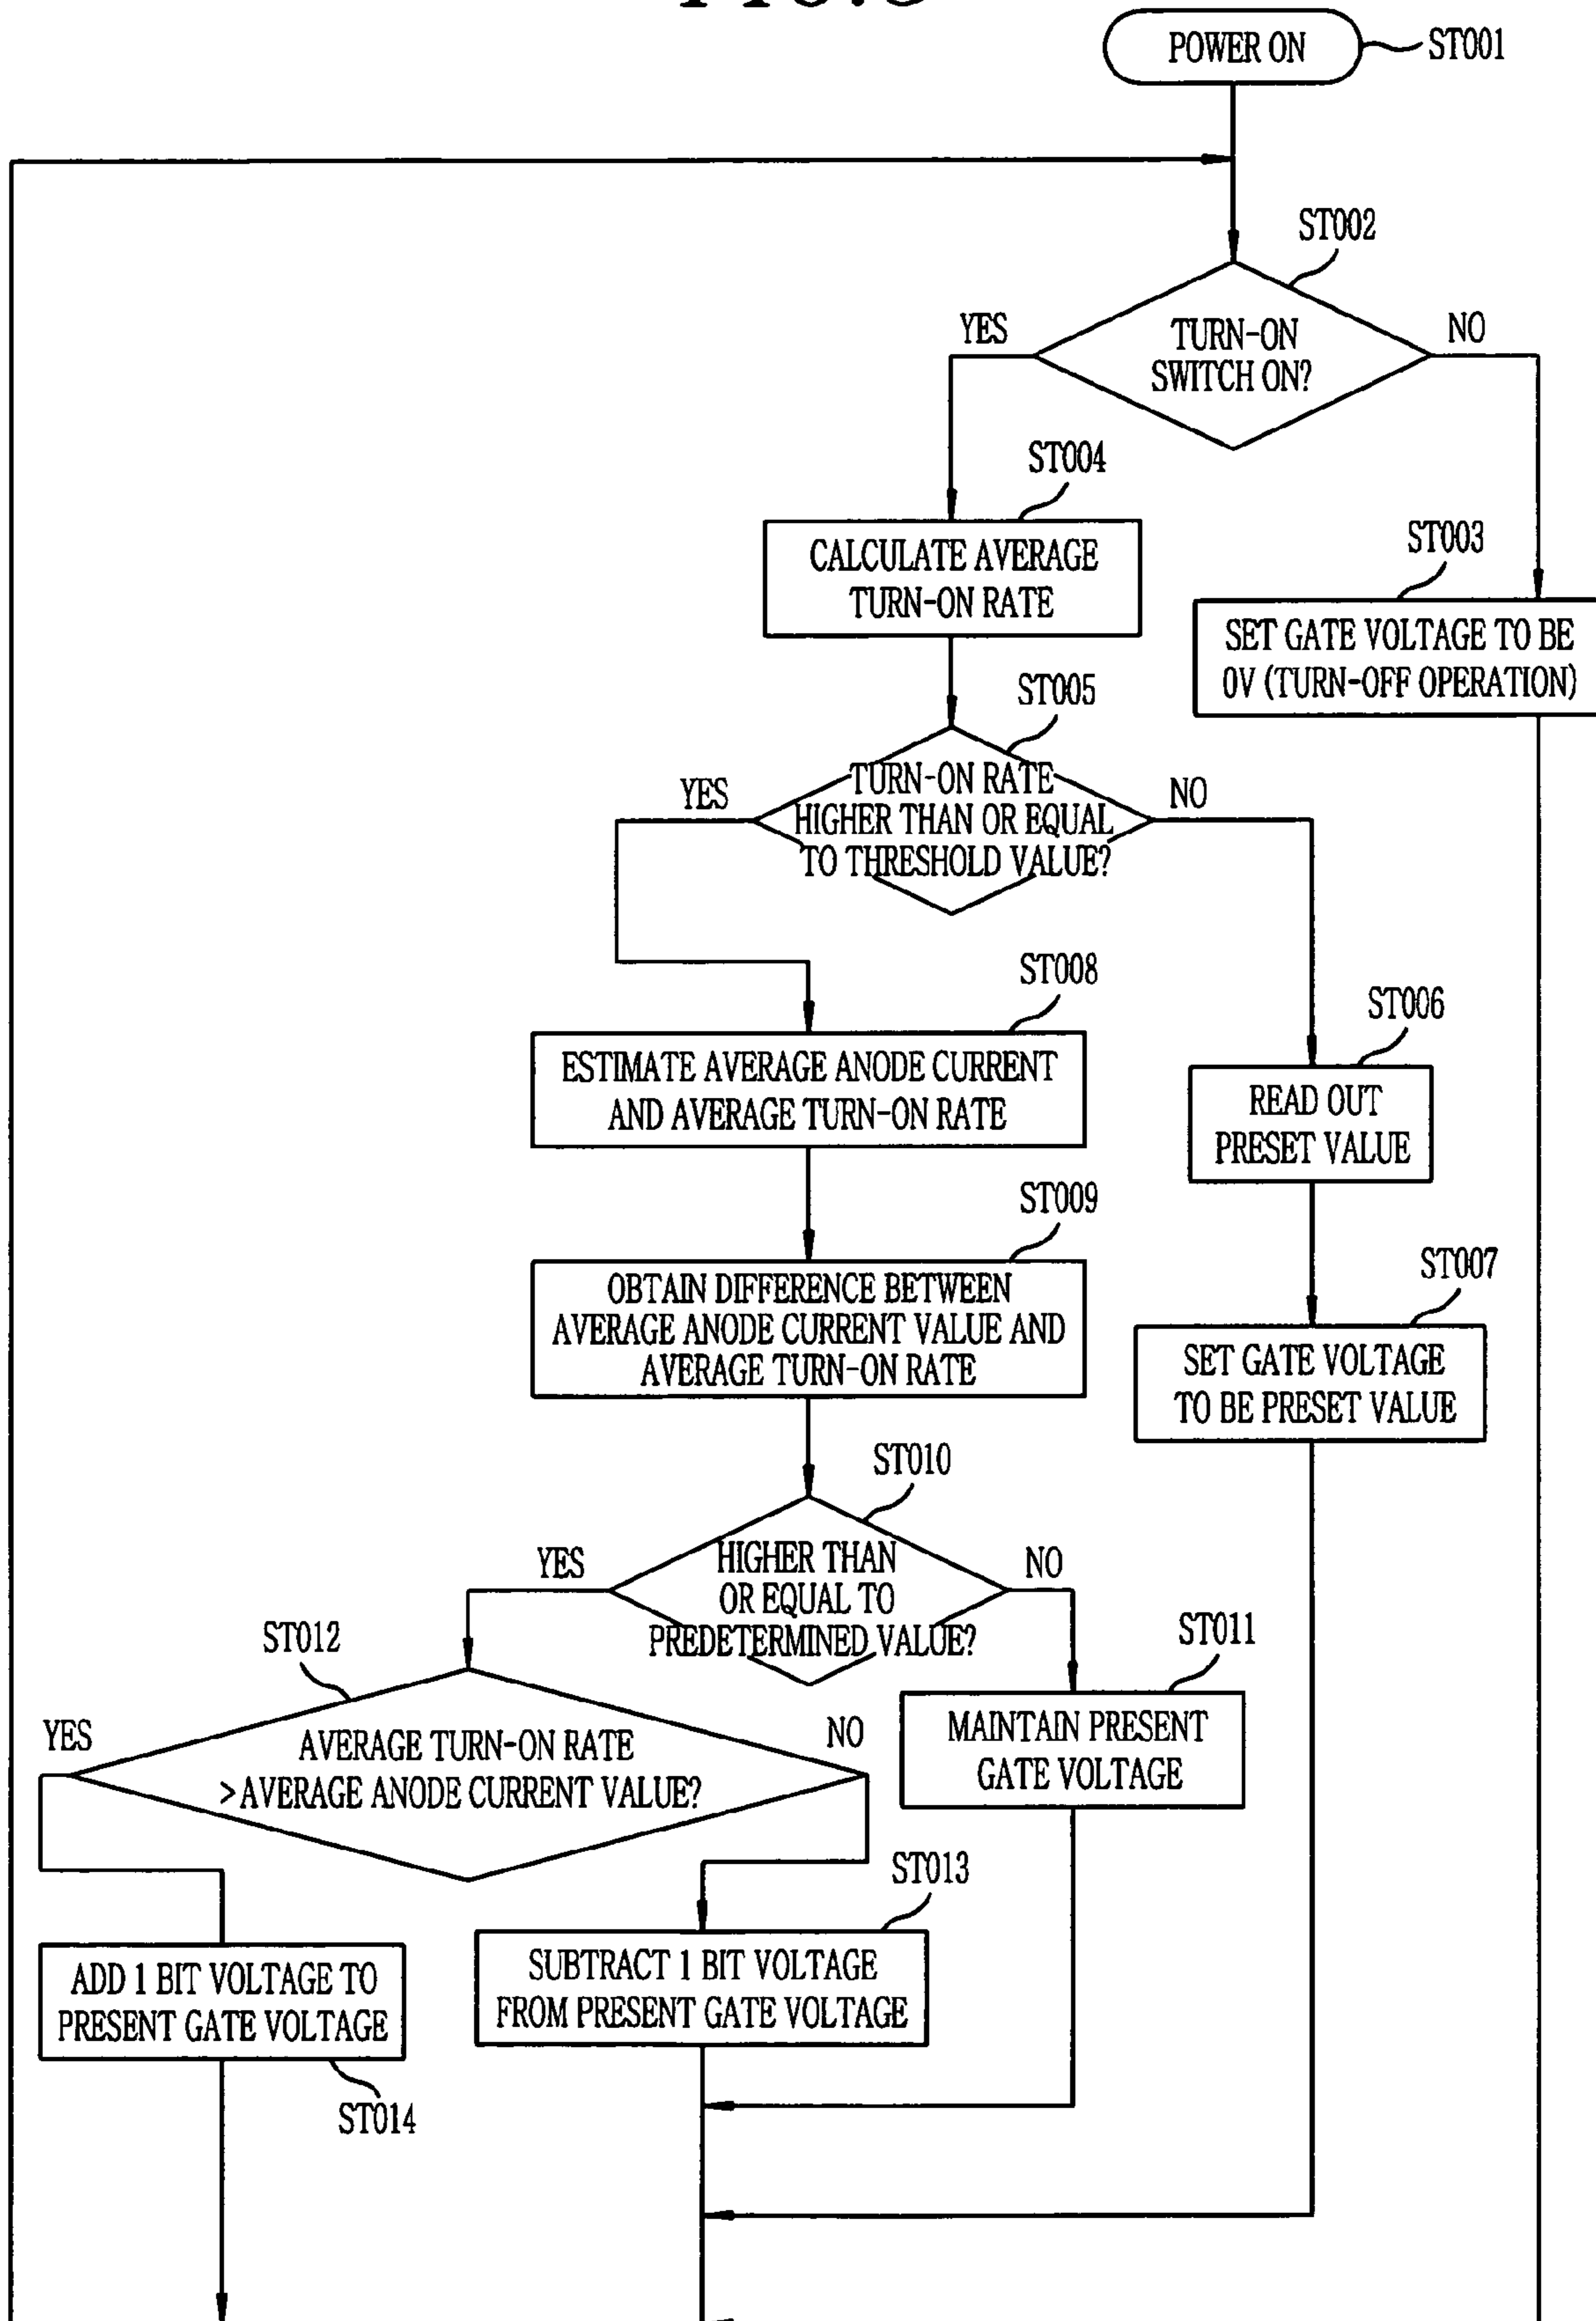 POWER ON
ST001
ST002
YES
TURN-ON
SWITCH ON?
NO
ST004
CALCULATE AVERAGE
TURN-ON RATE
ST003
SET GATE VOLTAGE TO BE
0V (TURN-OFF OPERATION)
ST005
YES
TURN-ON RATE
HIGHER THAN OR EQUAL
TO THRESHOLD VALUE?
NO
ST008
ESTIMATE AVERAGE ANODE CURRENT
AND AVERAGE TURN-ON RATE
ST006
READ OUT
PRESET VALUE
ST009
OBTAIN DIFFERENCE BETWEEN
AVERAGE ANODE CURRENT VALUE AND
AVERAGE TURN-ON RATE
ST007
SET GATE VOLTAGE
TO BE PRESET VALUE
ST010
YES
HIGHER THAN
OR EQUAL TO
PREDETERMINED VALUE?
NO
ST012
YES
AVERAGE TURN-ON RATE
>AVERAGE ANODE CURRENT VALUE?
NO
ST011
MAINTAIN PRESENT
GATE VOLTAGE
ST013
SUBTRACT 1 BIT VOLTAGE
FROM PRESENT GATE VOLTAGE
ADD 1 BIT VOLTAGE TO
PRESENT GATE VOLTAGE
ST014